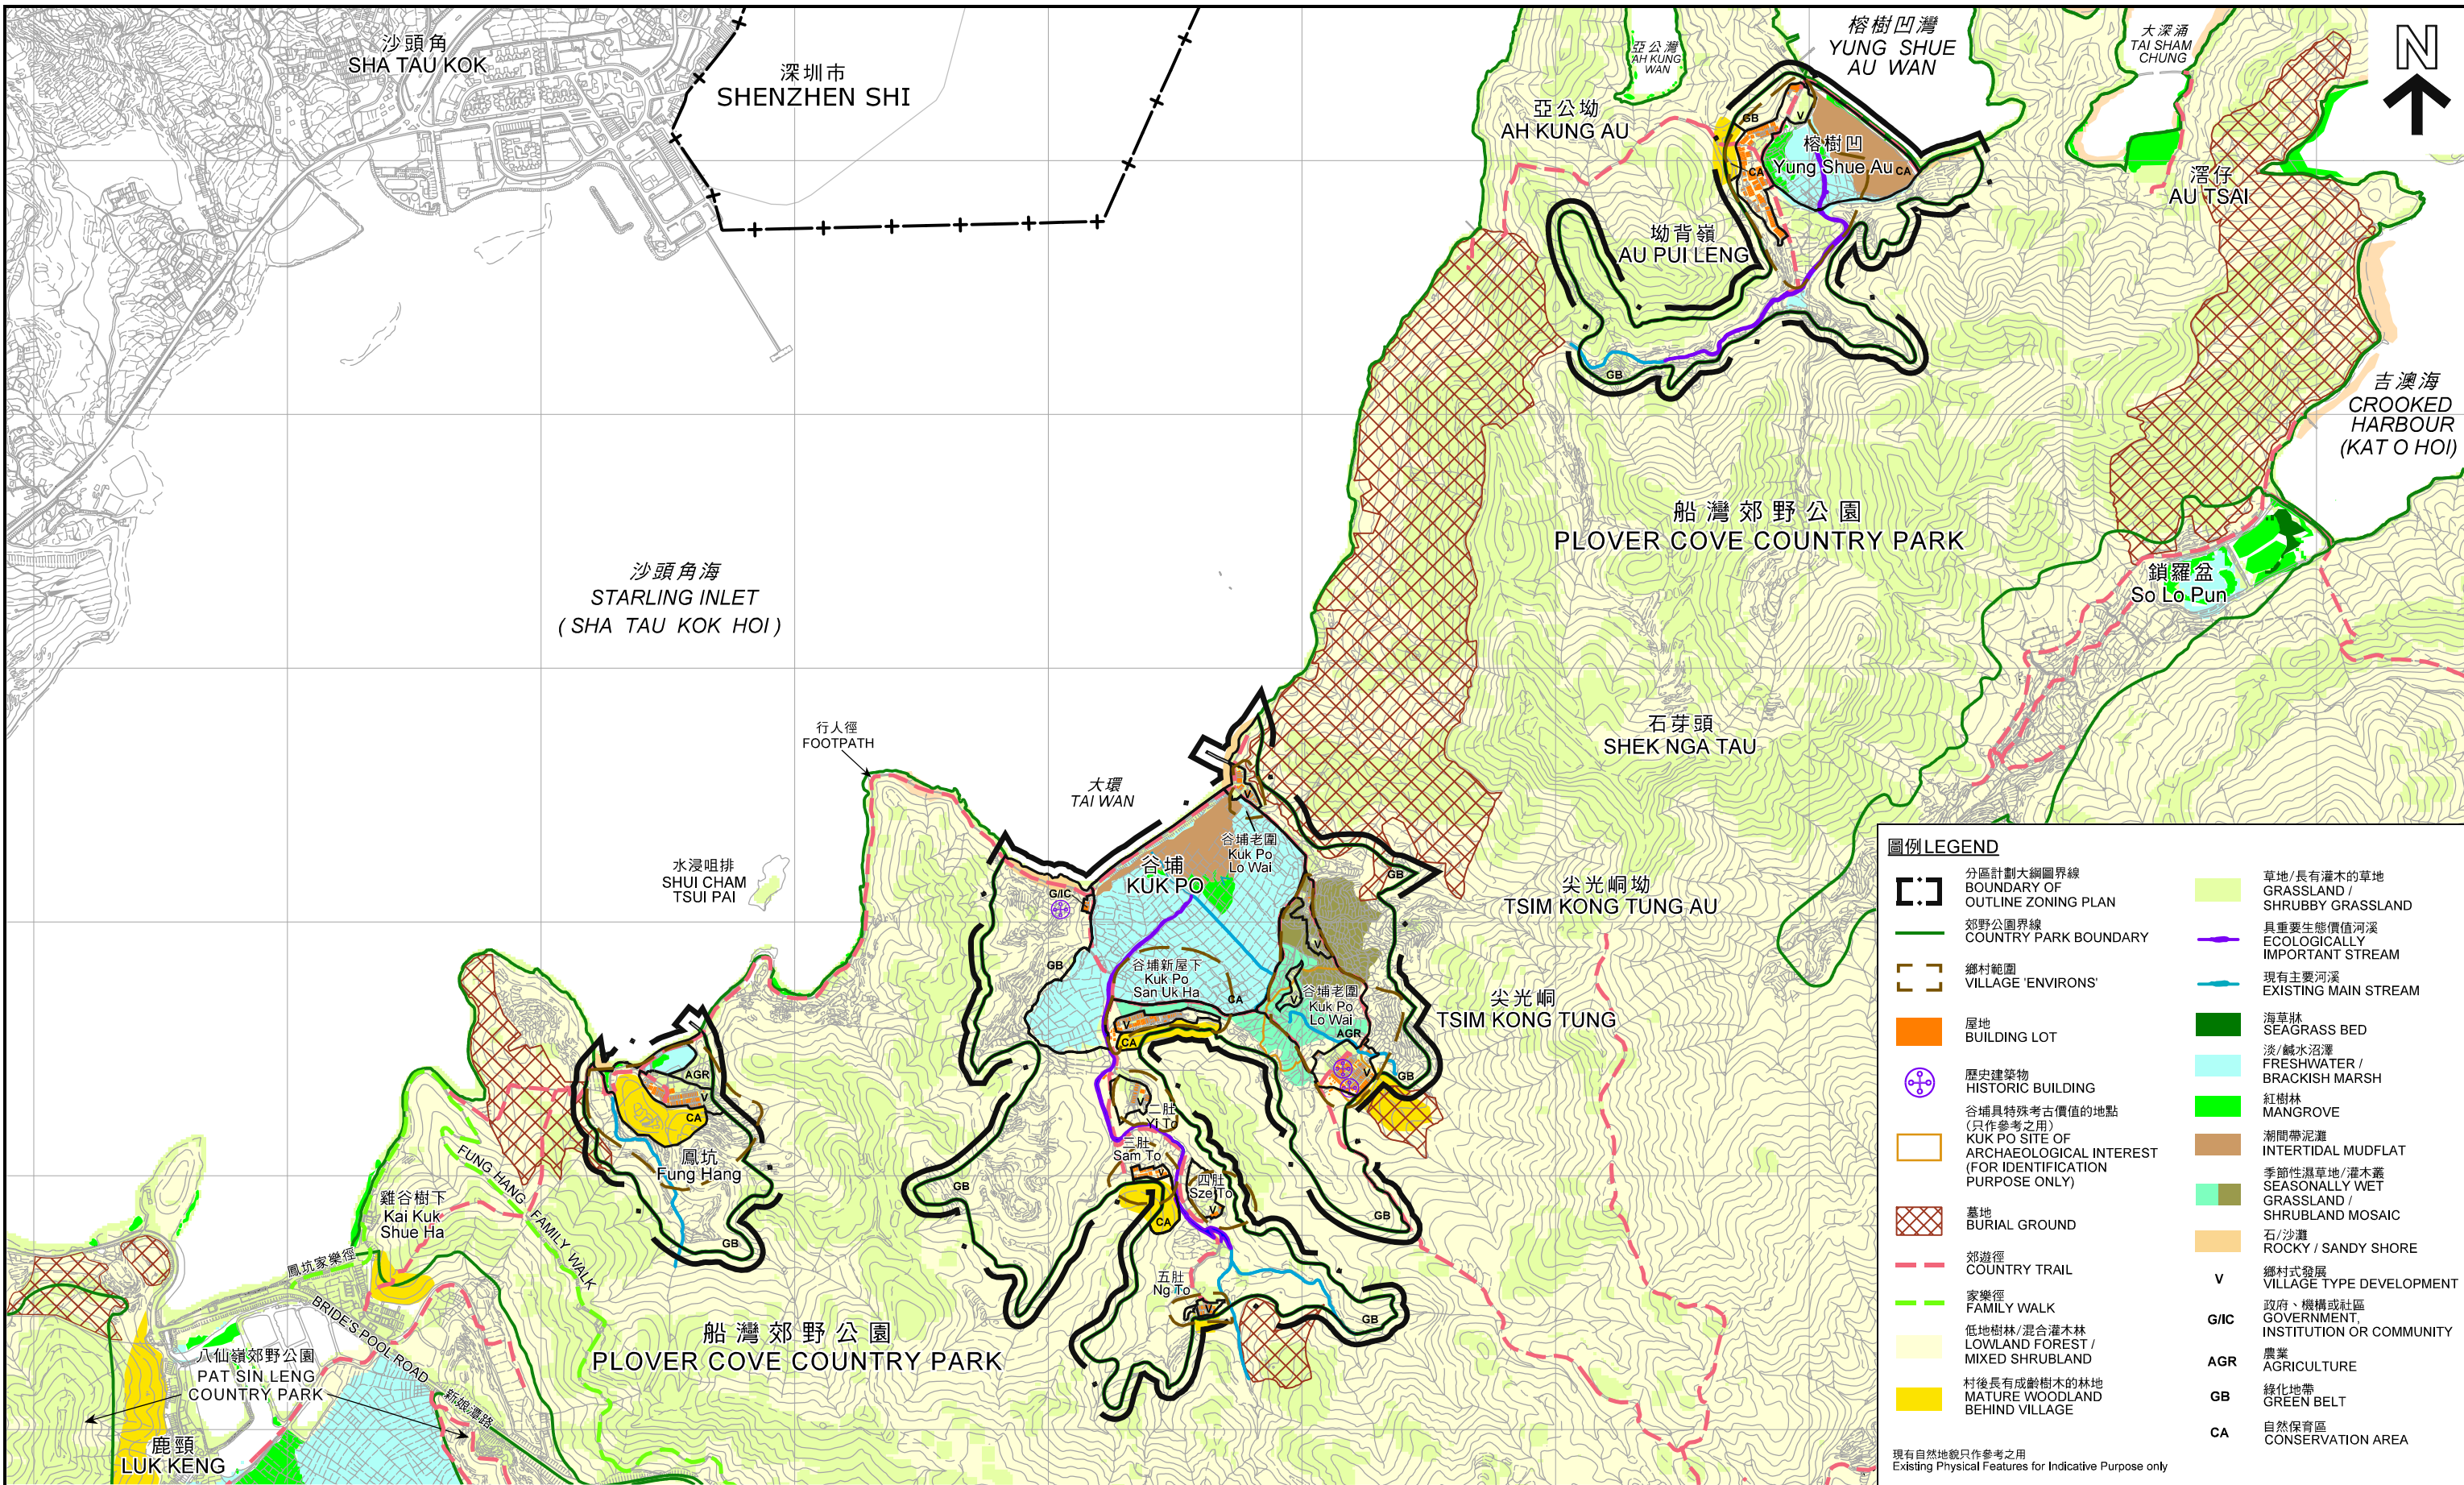 沙頭角
SHA TAU KOK
深圳市
SHENZHEN SHI
亞公灣
AH KUNG
WAN
榕樹凹灣
YUNG SHUE
AU WAN
大深涌
TAI SHAM
CHUNG
N
亞公坳
AH KUNG AU
GB
V
榕樹凹
Yung Shue Au
CA
CA
滘仔
AU TSAI
坳背嶺
AU PUI LENG
GB
吉澳海
CROOKED
HARBOUR
(KAT O HOI)
船灣郊野公園
PLOVER COVE COUNTRY PARK
沙頭角海
STARLING INLET
( SHA TAU KOK HOI )
鎖羅盆
So Lo Pun
石芽頭
SHEK NGA TAU
行人徑
FOOTPATH
大環
TAI WAN
V
谷埔老圍
Kuk Po
Lo Wai
谷埔
KUK PO
水浸咀排
SHUI CHAM
TSUI PAI
G/IC
GB
尖光峒坳
TSIM KONG TUNG AU
V
GB
谷埔新屋下
Kuk Po
San Uk Ha
CA
V
谷埔老圍
Kuk Po
Lo Wai
AGR
尖光峒
TSIM KONG TUNG
V
CA
V
GB
AGR
V
CA
鳳坑
Fung Hang
GB
V
二肚
Yi To
三肚
Sam To
V
四肚
Sze To
V
CA
GB
GB
五肚
Ng To
V
GB
FUNG HANG FAMILY WALK
雞谷樹下
Kai Kuk
Shue Ha
鳳坑家樂徑
BRIDE'S POOL ROAD
新娘潭路
八仙嶺郊野公園
PAT SIN LENG
COUNTRY PARK
鹿頸
LUK KENG
船灣郊野公園
PLOVER COVE COUNTRY PARK
圖例 LEGEND
分區計劃大綱圖界線
BOUNDARY OF
OUTLINE ZONING PLAN
郊野公園界線
COUNTRY PARK BOUNDARY
鄉村範圍
VILLAGE 'ENVIRONS'
屋地
BUILDING LOT
歷史建築物
HISTORIC BUILDING
谷埔具特殊考古價值的地點
(只作參考之用)
KUK PO SITE OF
ARCHAEOLOGICAL INTEREST
(FOR IDENTIFICATION
PURPOSE ONLY)
墓地
BURIAL GROUND
郊遊徑
COUNTRY TRAIL
家樂徑
FAMILY WALK
低地樹林/混合灌木林
LOWLAND FOREST /
MIXED SHRUBLAND
村後長有成齡樹木的林地
MATURE WOODLAND
BEHIND VILLAGE
草地/長有灌木的草地
GRASSLAND /
SHRUBBY GRASSLAND
具重要生態價值河溪
ECOLOGICALLY
IMPORTANT STREAM
現有主要河溪
EXISTING MAIN STREAM
海草牀
SEAGRASS BED
淡/鹹水沼澤
FRESHWATER /
BRACKISH MARSH
紅樹林
MANGROVE
潮間帶泥灘
INTERTIDAL MUDFLAT
季節性濕草地/灌木叢
SEASONALLY WET
GRASSLAND /
SHRUBLAND MOSAIC
石/沙灘
ROCKY / SANDY SHORE
V
鄉村式發展
VILLAGE TYPE DEVELOPMENT
G/IC
政府、機構或社區
GOVERNMENT,
INSTITUTION OR COMMUNITY
AGR
農業
AGRICULTURE
GB
綠化地帶
GREEN BELT
CA
自然保育區
CONSERVATION AREA
現有自然地貌只作參考之用
Existing Physical Features for Indicative Purpose only